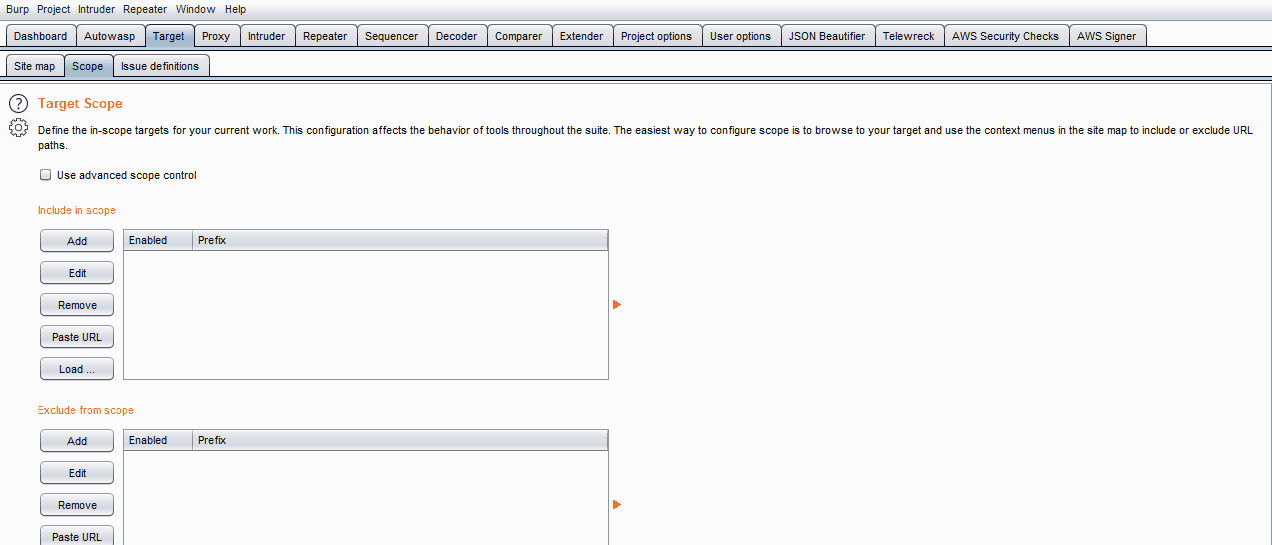 Burp Project Intruder Repeater Window Help
Dashboard Autowasp Target Proxy Intruder Repeater Sequencer Decoder Comparer Extender Project options User options JSON Beautifier Telewreck AWS Security Checks AWS Signer
Site map Scope Issue definitions
? Target Scope
Define the in-scope targets for your current work. This configuration affects the behavior of tools throughout the suite. The easiest way to configure scope is to browse to your target and use the context menus in the site map to include or exclude URL
paths.
Use advanced scope control
Include in scope
Add Enabled Prefix
Edit
Remove
Paste URL
Load ...
Exclude from scope
Add Enabled Prefix
Edit
Remove
Paste URL